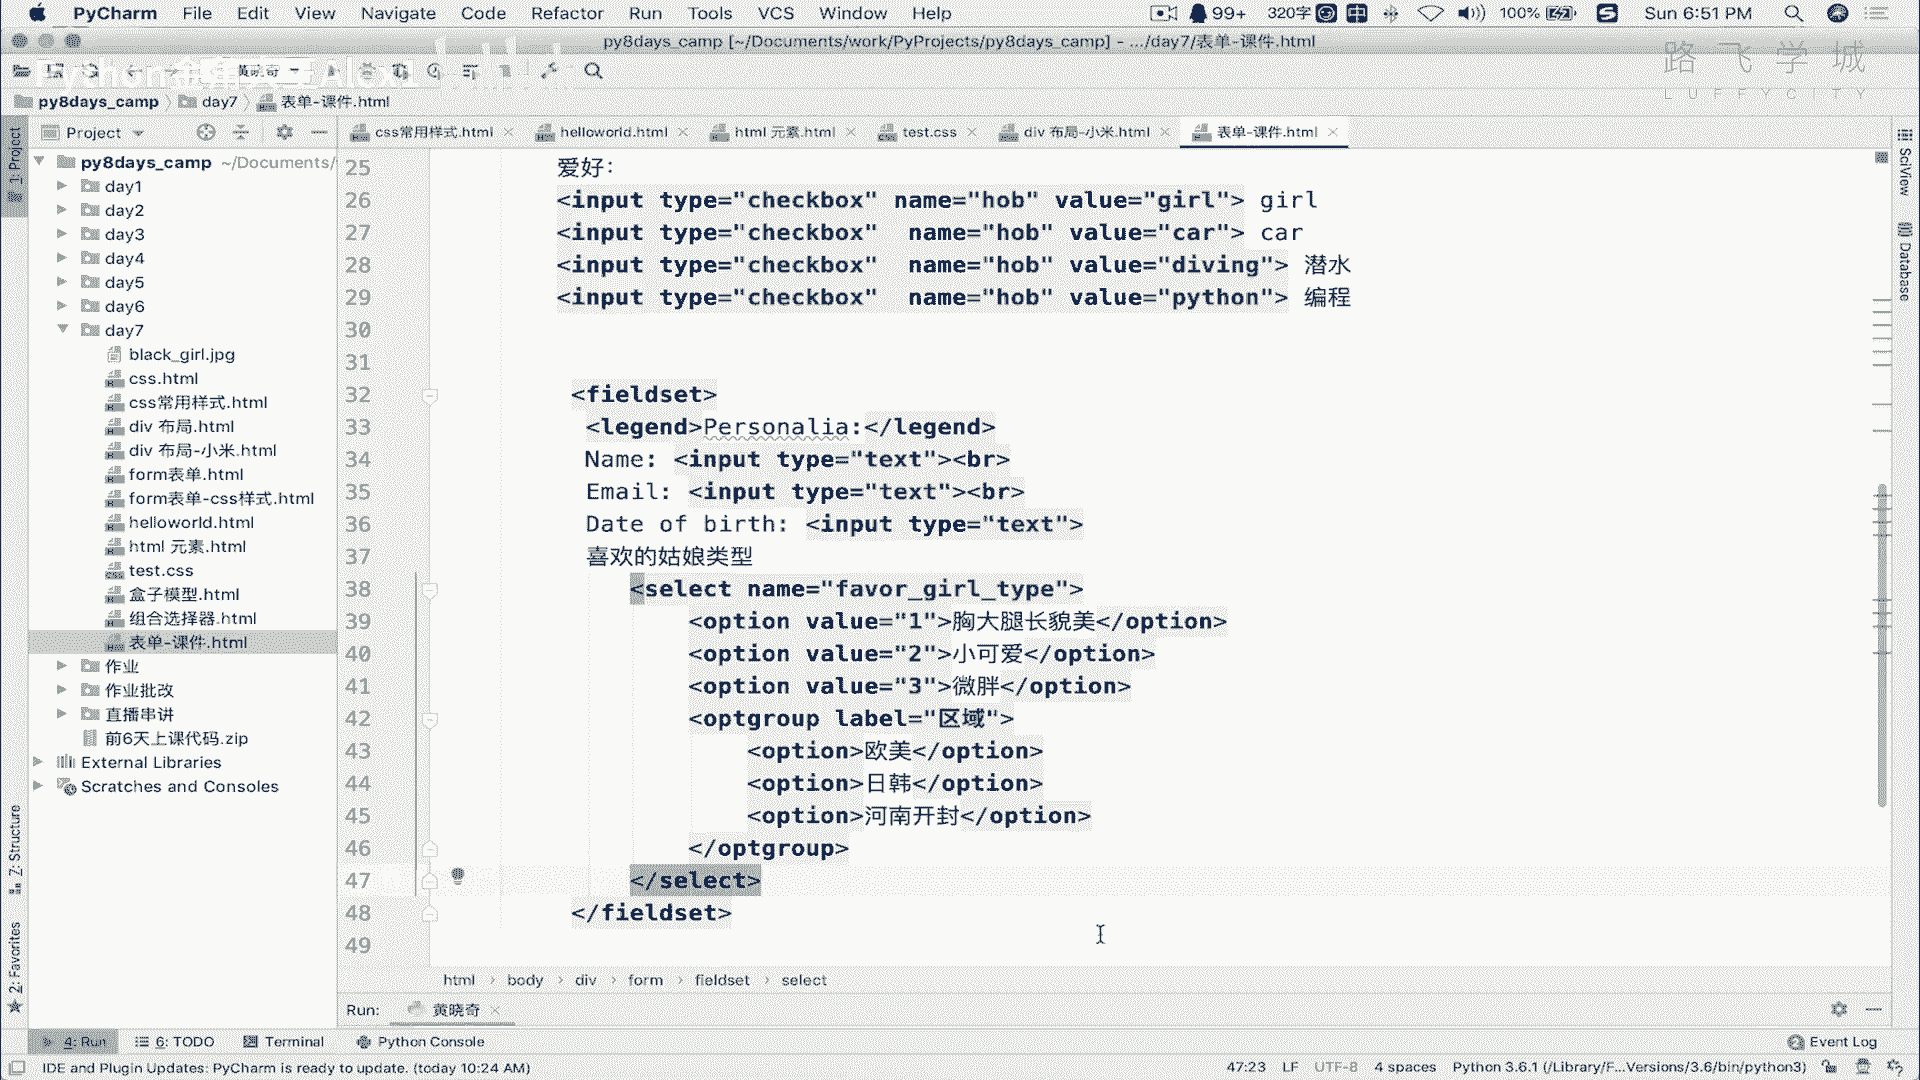 PyCharm File Edit View Navigate Code Refactor Run Tools VCS Window Help 99+ 320字 中 100% Sun 6:51 PM
py8days_camp [~/Documents/work/PyProjects/py8days_camp] - .../day7/表单-课件.html
路飞学城
LUFFYCITY
黄晓奇
py8days_camp day7 表单-课件.html
Project
css常用样式.html helloworld.html html 元素.html test.css div 布局-小米.html 表单-课件.html
1: Project
SciView
Database
py8days_camp ~/Documents/
day1
day2
day3
day4
day5
day6
day7
black_girl.jpg
css.html
css常用样式.html
div 布局.html
div 布局-小米.html
form表单.html
form表单-css样式.html
helloworld.html
html 元素.html
test.css
盒子模型.html
组合选择器.html
表单-课件.html
作业
作业批改
直播串讲
前6天上课代码.zip
External Libraries
Scratches and Consoles
7: Structure
2: Favorites
25 爱好:
26 <input type="checkbox" name="hob" value="girl"> girl
27 <input type="checkbox"  name="hob" value="car"> car
28 <input type="checkbox"  name="hob" value="diving"> 潜水
29 <input type="checkbox"  name="hob" value="python"> 编程
30
31
32 <fieldset>
33 <legend>Personalia:</legend>
34 Name: <input type="text"><br>
35 Email: <input type="text"><br>
36 Date of birth: <input type="text">
37 喜欢的姑娘类型
38 <select name="favor_girl_type">
39 <option value="1">胸大腿长貌美</option>
40 <option value="2">小可爱</option>
41 <option value="3">微胖</option>
42 <optgroup label="区域">
43 <option>欧美</option>
44 <option>日韩</option>
45 <option>河南开封</option>
46 </optgroup>
47 </select>
48 </fieldset>
49
html body div form fieldset select
Run: 黄晓奇
4: Run 6: TODO Terminal Python Console Event Log
IDE and Plugin Updates: PyCharm is ready to update. (today 10:24 AM) 47:23 LF UTF-8 4 spaces Python 3.6.1 (/Library/F...Versions/3.6/bin/python3)